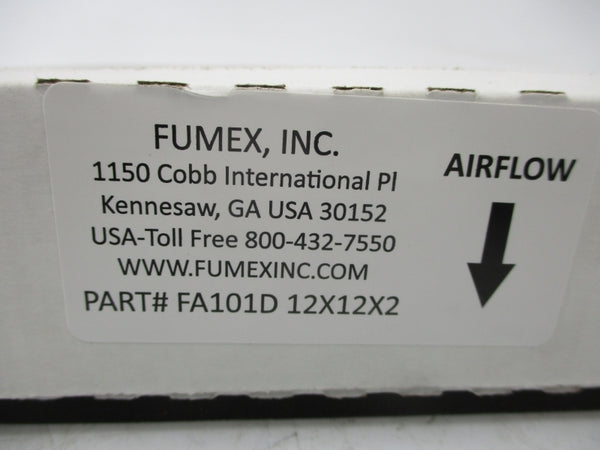 FUMEX, INC.
1150 Cobb International Pl
Kennesaw, GA USA 30152
USA-Toll Free 800-432-7550
WWW.FUMEXINC.COM
PART# FA101D 12X12X2
AIRFLOW